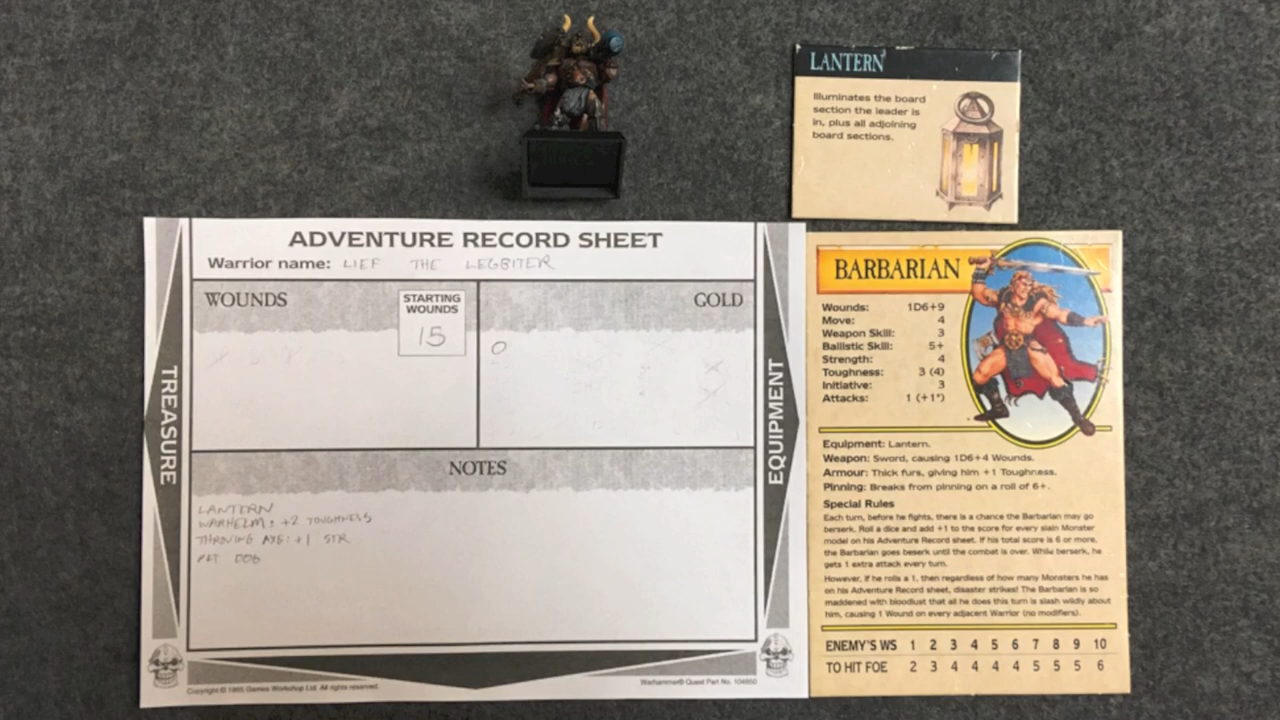 LANTERN
Illuminates the board
section the leader is
in, plus all adjoining
board sections.
ADVENTURE RECORD SHEET
Warrior name: LIEF THE LEGBITER
WOUNDS
STARTING
WOUNDS
15
GOLD
0
TREASURE
EQUIPMENT
NOTES
LANTERN
WARHELM: +2 TOUGHNESS
THROWING AXE: +1 STR
PET DOG
Copyright © 1995 Games Workshop Ltd. All rights reserved.
Warhammer® Quest Part No. 104650
BARBARIAN
Wounds: 1D6+9
Move: 4
Weapon Skill: 3
Ballistic Skill: 5+
Strength: 4
Toughness: 3 (4)
Initiative: 3
Attacks: 1 (+1*)
Equipment: Lantern.
Weapon: Sword, causing 1D6+4 Wounds.
Armour: Thick furs, giving him +1 Toughness.
Pinning: Breaks from pinning on a roll of 6+.
Special Rules
Each turn, before he fights, there is a chance the Barbarian may go
berserk. Roll a dice and add +1 to the score for every slain Monster
model on his Adventure Record sheet. If his total score is 6 or more,
the Barbarian goes beserk until the combat is over. While berserk, he
gets 1 extra attack every turn.
However, if he rolls a 1, then regardless of how many Monsters he has
on his Adventure Record sheet, disaster strikes! The Barbarian is so
maddened with bloodlust that all he does this turn is slash wildly about
him, causing 1 Wound on every adjacent Warrior (no modifiers).
ENEMY'S WS 1 2 3 4 5 6 7 8 9 10
TO HIT FOE 2 3 4 4 4 4 5 5 5 6